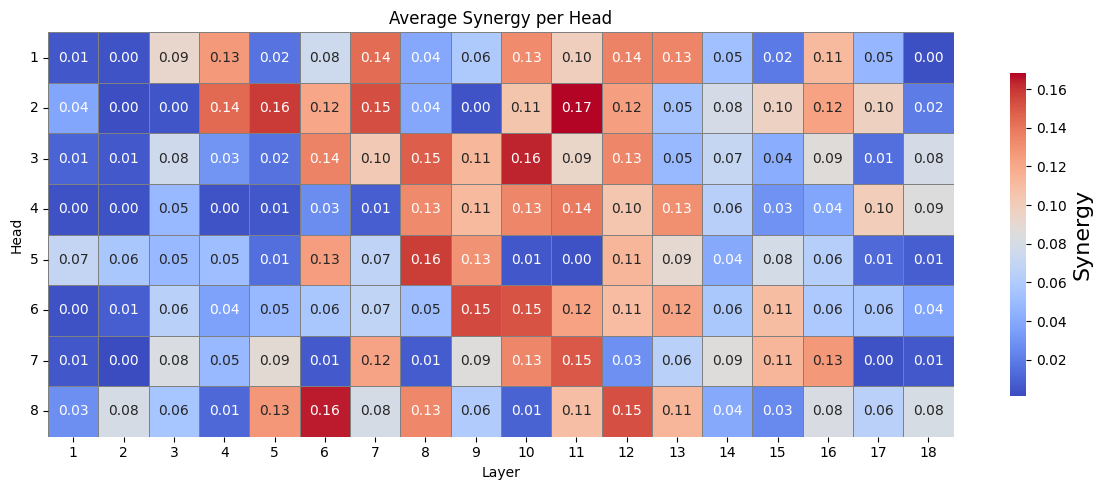 Average Synergy per Head
1 0.01 0.00 0.09 0.13 0.02 0.08 0.14 0.04 0.06 0.13 0.10 0.14 0.13 0.05 0.02 0.11 0.05 0.00
2 0.04 0.00 0.00 0.14 0.16 0.12 0.15 0.04 0.00 0.11 0.17 0.12 0.05 0.08 0.10 0.12 0.10 0.02
3 0.01 0.01 0.08 0.03 0.02 0.14 0.10 0.15 0.11 0.16 0.09 0.13 0.05 0.07 0.04 0.09 0.01 0.08
4 0.00 0.00 0.05 0.00 0.01 0.03 0.01 0.13 0.11 0.13 0.14 0.10 0.13 0.06 0.03 0.04 0.10 0.09
5 0.07 0.06 0.05 0.05 0.01 0.13 0.07 0.16 0.13 0.01 0.00 0.11 0.09 0.04 0.08 0.06 0.01 0.01
6 0.00 0.01 0.06 0.04 0.05 0.06 0.07 0.05 0.15 0.15 0.12 0.11 0.12 0.06 0.11 0.06 0.06 0.04
7 0.01 0.00 0.08 0.05 0.09 0.01 0.12 0.01 0.09 0.13 0.15 0.03 0.06 0.09 0.11 0.13 0.00 0.01
8 0.03 0.08 0.06 0.01 0.13 0.16 0.08 0.13 0.06 0.01 0.11 0.15 0.11 0.04 0.03 0.08 0.06 0.08
1 2 3 4 5 6 7 8 9 10 11 12 13 14 15 16 17 18
Layer
Head
0.16
0.14
0.12
0.10
0.08
0.06
0.04
0.02
Synergy